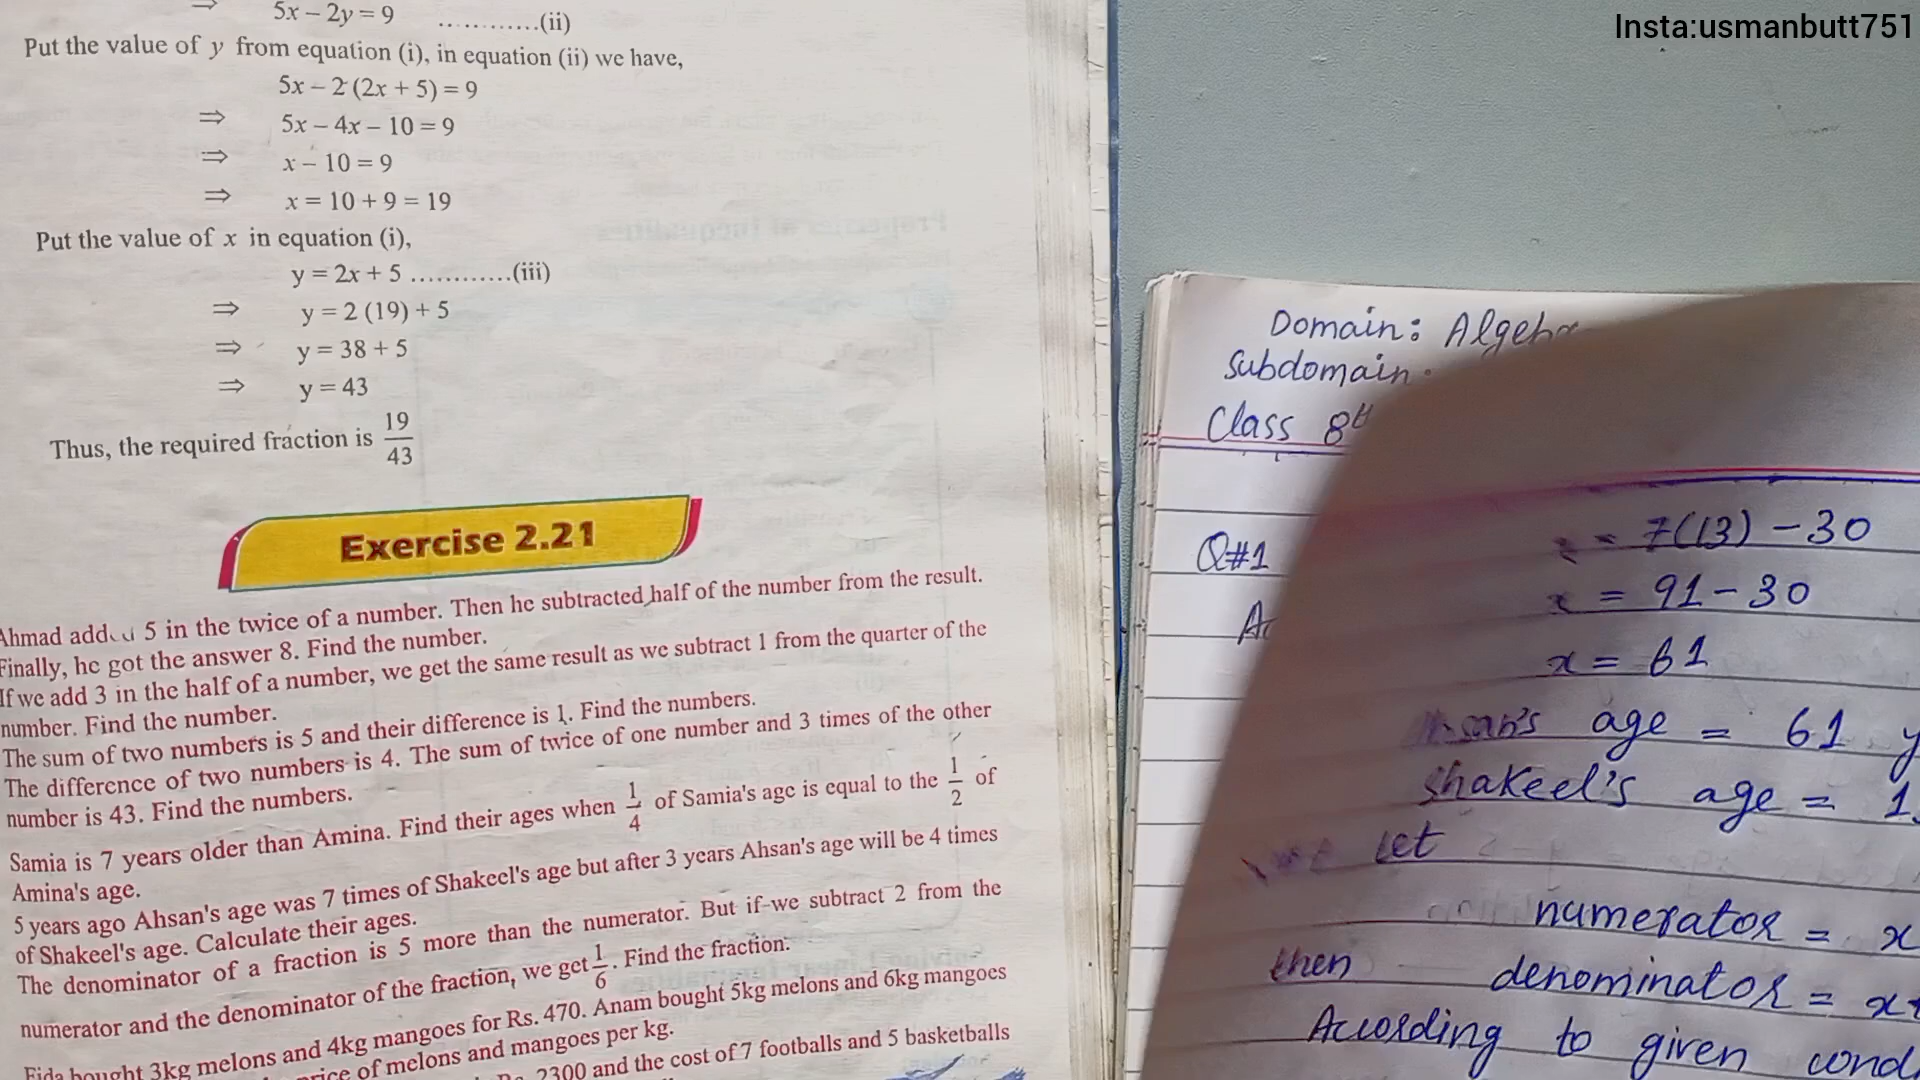 5x – 2y = 9 ............(ii)
Put the value of y from equation (i), in equation (ii) we have,
5x – 2 (2x + 5) = 9
⇒ 5x – 4x – 10 = 9
⇒ x – 10 = 9
⇒ x = 10 + 9 = 19
Put the value of x in equation (i),
y = 2x + 5 ............(iii)
⇒ y = 2 (19) + 5
⇒ y = 38 + 5
⇒ y = 43
Thus, the required fraction is 19/43
Exercise 2.21
Ahmad added 5 in the twice of a number. Then he subtracted half of the number from the result.
Finally, he got the answer 8. Find the number.
If we add 3 in the half of a number, we get the same result as we subtract 1 from the quarter of the
number. Find the number.
The sum of two numbers is 5 and their difference is 1. Find the numbers.
The difference of two numbers is 4. The sum of twice of one number and 3 times of the other
number is 43. Find the numbers.
Samia is 7 years older than Amina. Find their ages when 1/4 of Samia's age is equal to the 1/2 of
Amina's age.
5 years ago Ahsan's age was 7 times of Shakeel's age but after 3 years Ahsan's age will be 4 times
of Shakeel's age. Calculate their ages.
The denominator of a fraction is 5 more than the numerator. But if we subtract 2 from the
numerator and the denominator of the fraction, we get 1/6. Find the fraction.
Fida bought 3kg melons and 4kg mangoes for Rs. 470. Anam bought 5kg melons and 6kg mangoes
of melons and mangoes per kg.
2300 and the cost of 7 footballs and 5 basketballs
Insta:usmanbutt751
Domain: Algebra
Subdomain
Class 8th
Q#1
= 7(13) - 30
x = 91 - 30
x = 61
age = 61
Shakeel's age =
Let
numerator = x
then denominator = x+
According to given